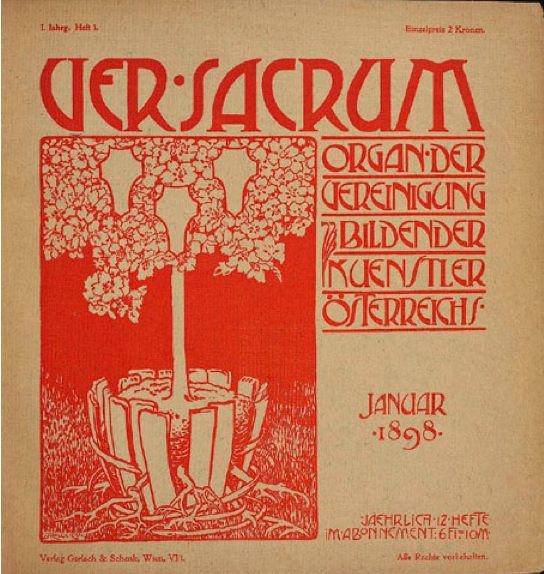 I. Jahrg. Heft 1.
Einzelpreis 2 Kronen.
VER·SACRUM
ORGAN·DER
VEREINIGUNG
BILDENDER
KUENSTLER
ÖSTERREICHS·
JANUAR
·1898·
JAEHRLICH·12·HEFTE
IM·ABONNEMENT:6Fl=10M·
Verlag Gerlach & Schenk, Wien, VI/1.
Alle Rechte vorbehalten.